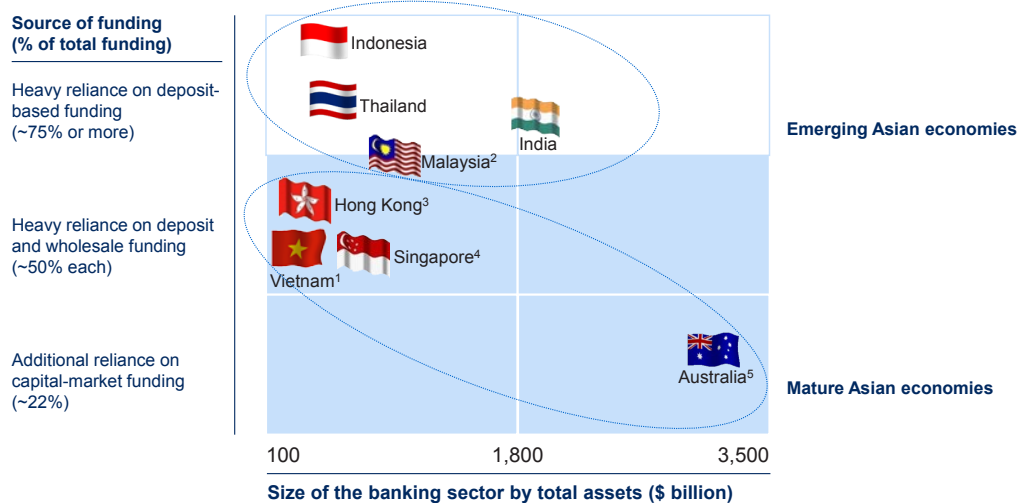 Source of funding
(% of total funding)
Indonesia
Heavy reliance on deposit-
based funding
(~75% or more)
Thailand
India
Emerging Asian economies
Malaysia²
Hong Kong³
Heavy reliance on deposit
and wholesale funding
(~50% each)
Singapore⁴
Vietnam¹
Additional reliance on
capital-market funding
(~22%)
Australia⁵
Mature Asian economies
100 1,800 3,500
Size of the banking sector by total assets ($ billion)